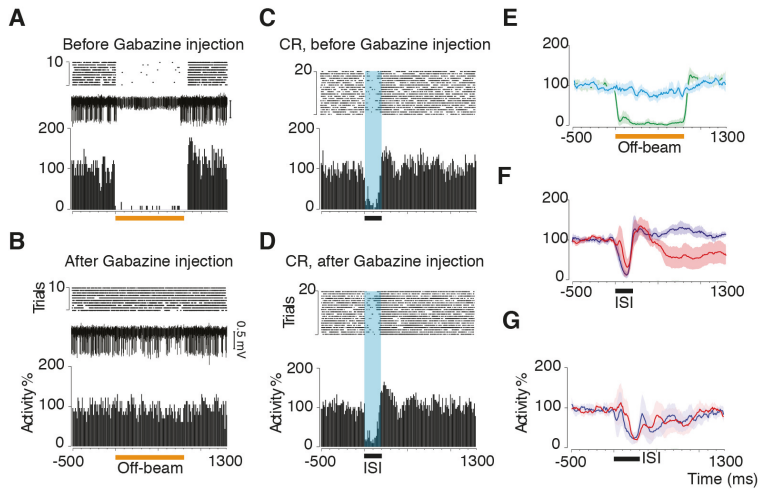 A
Before Gabazine injection
10
200
100
0
B
After Gabazine injection
10
Trials
0.5 mV
200
100
0
Activity %
-500
1300
Off-beam
C
CR, before Gabazine injection
20
200
100
0
D
CR, after Gabazine injection
20
Trials
200
100
0
Activity %
-500
1300
ISI
E
200
100
0
-500
1300
Off-beam
F
200
100
0
-500
1300
ISI
G
200
100
0
Activity %
-500
1300
ISI
Time (ms)